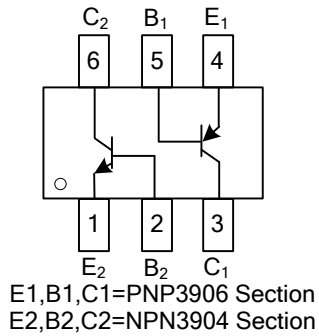 C2 B1 E1
6 5 4
1 2 3
E2 B2 C1
E1,B1,C1=PNP3906 Section
E2,B2,C2=NPN3904 Section